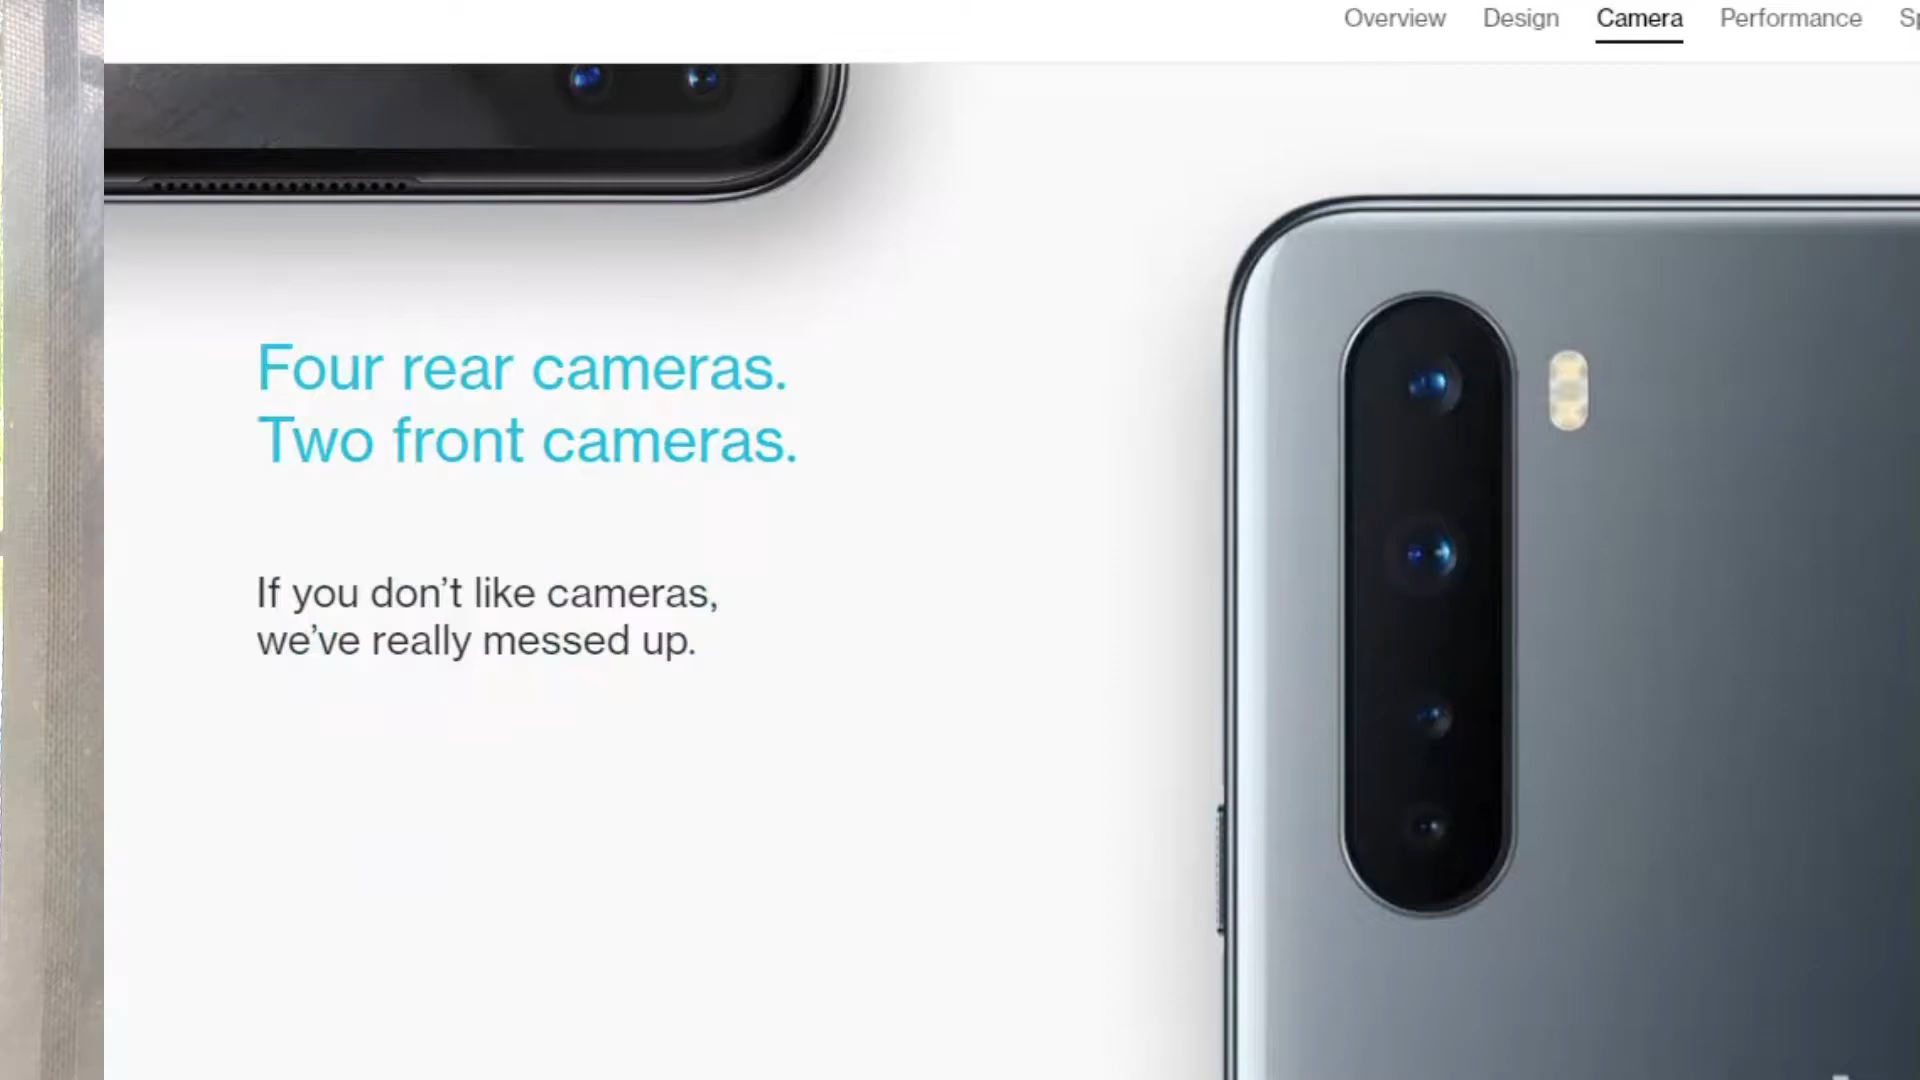 Overview Design Camera Performance
Four rear cameras.
Two front cameras.
If you don’t like cameras,
we’ve really messed up.